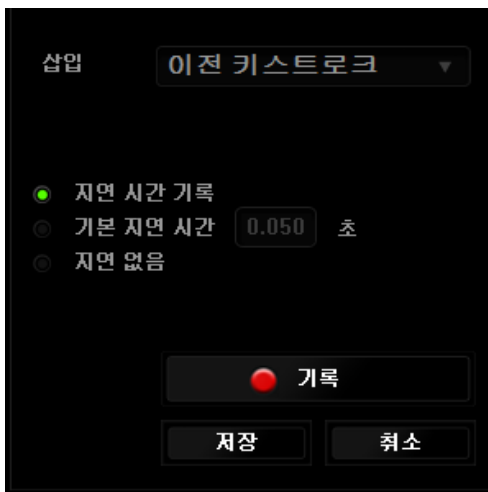 삽입 이전 키스트로크
지연 시간 기록
기본 지연 시간 0.050 초
지연 없음
기록
저장 취소